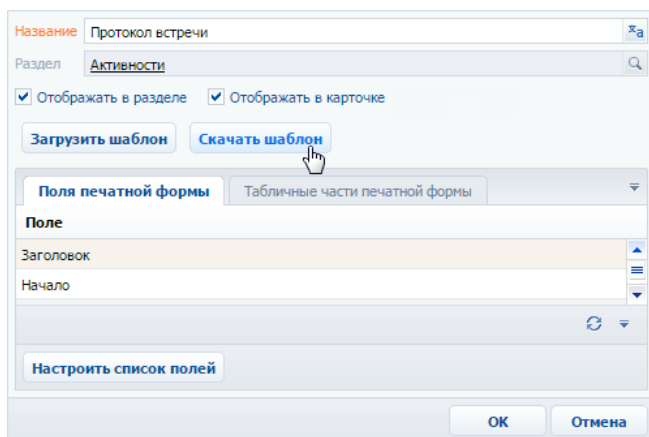 Название Протокол встречи xа
Раздел Активности
Отображать в разделе Отображать в карточке
Загрузить шаблон Скачать шаблон
Поля печатной формы Табличные части печатной формы
Поле
Заголовок
Начало
Настроить список полей
ОК Отмена